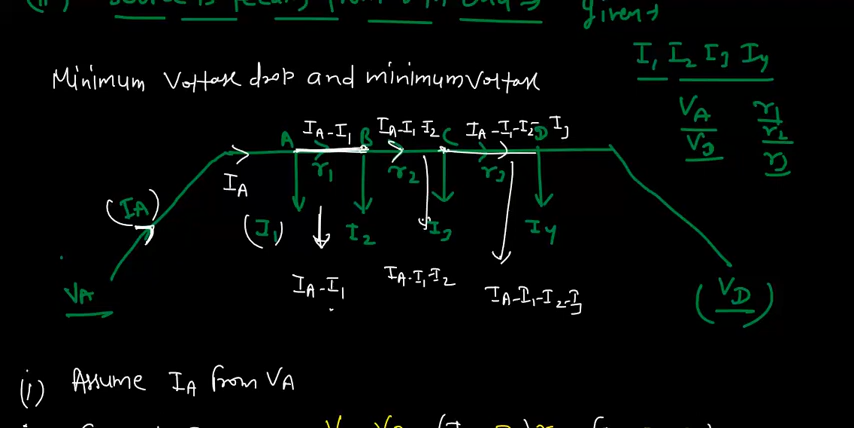 given →
I1 I2 I3 I4
Minimum Voltage drop and minimum voltage
VA
VD
r1
r2
r3
IA-I1
IA-I1-I2
IA-I1-I2-I3
A
B
C
D
IA
r1
r2
r3
(IA)
(I1)
I2
I3
I4
IA-I1
IA-I1-I2
IA-I1-I2-I3
VA
(VD)
(i) Assume IA from VA